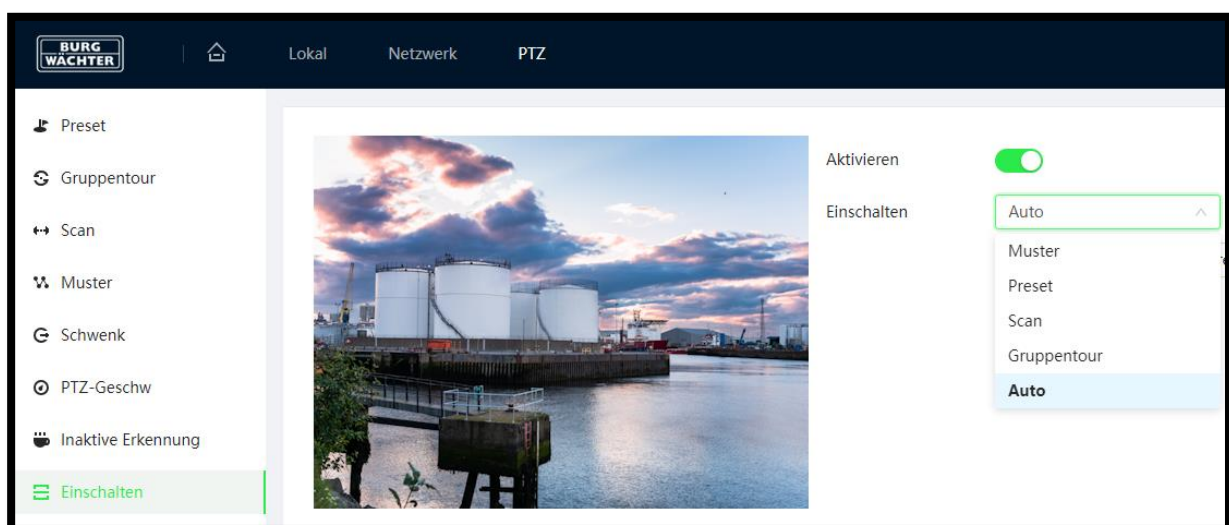 BURG
WÄCHTER
Lokal Netzwerk PTZ
Preset
Gruppentour
Scan
Muster
Schwenk
PTZ-Geschw
Inaktive Erkennung
Einschalten
Aktivieren
Einschalten Auto
Muster
Preset
Scan
Gruppentour
Auto